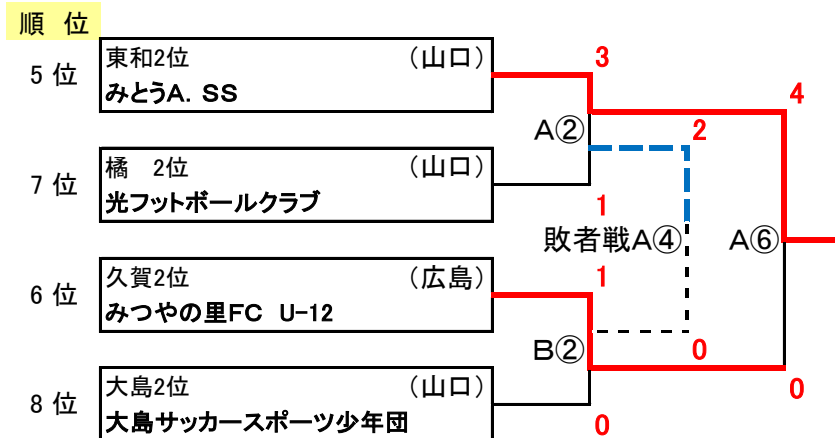 順 位
5 位
東和2位 （山口）
みとうA. SS
3
4
A②
2
7 位
橘 2位 （山口）
光フットボールクラブ
1
敗者戦A④
A⑥
6 位
久賀2位 （広島）
みつやの里FC U-12
1
B②
0
0
8 位
大島2位 （山口）
大島サッカースポーツ少年団
0